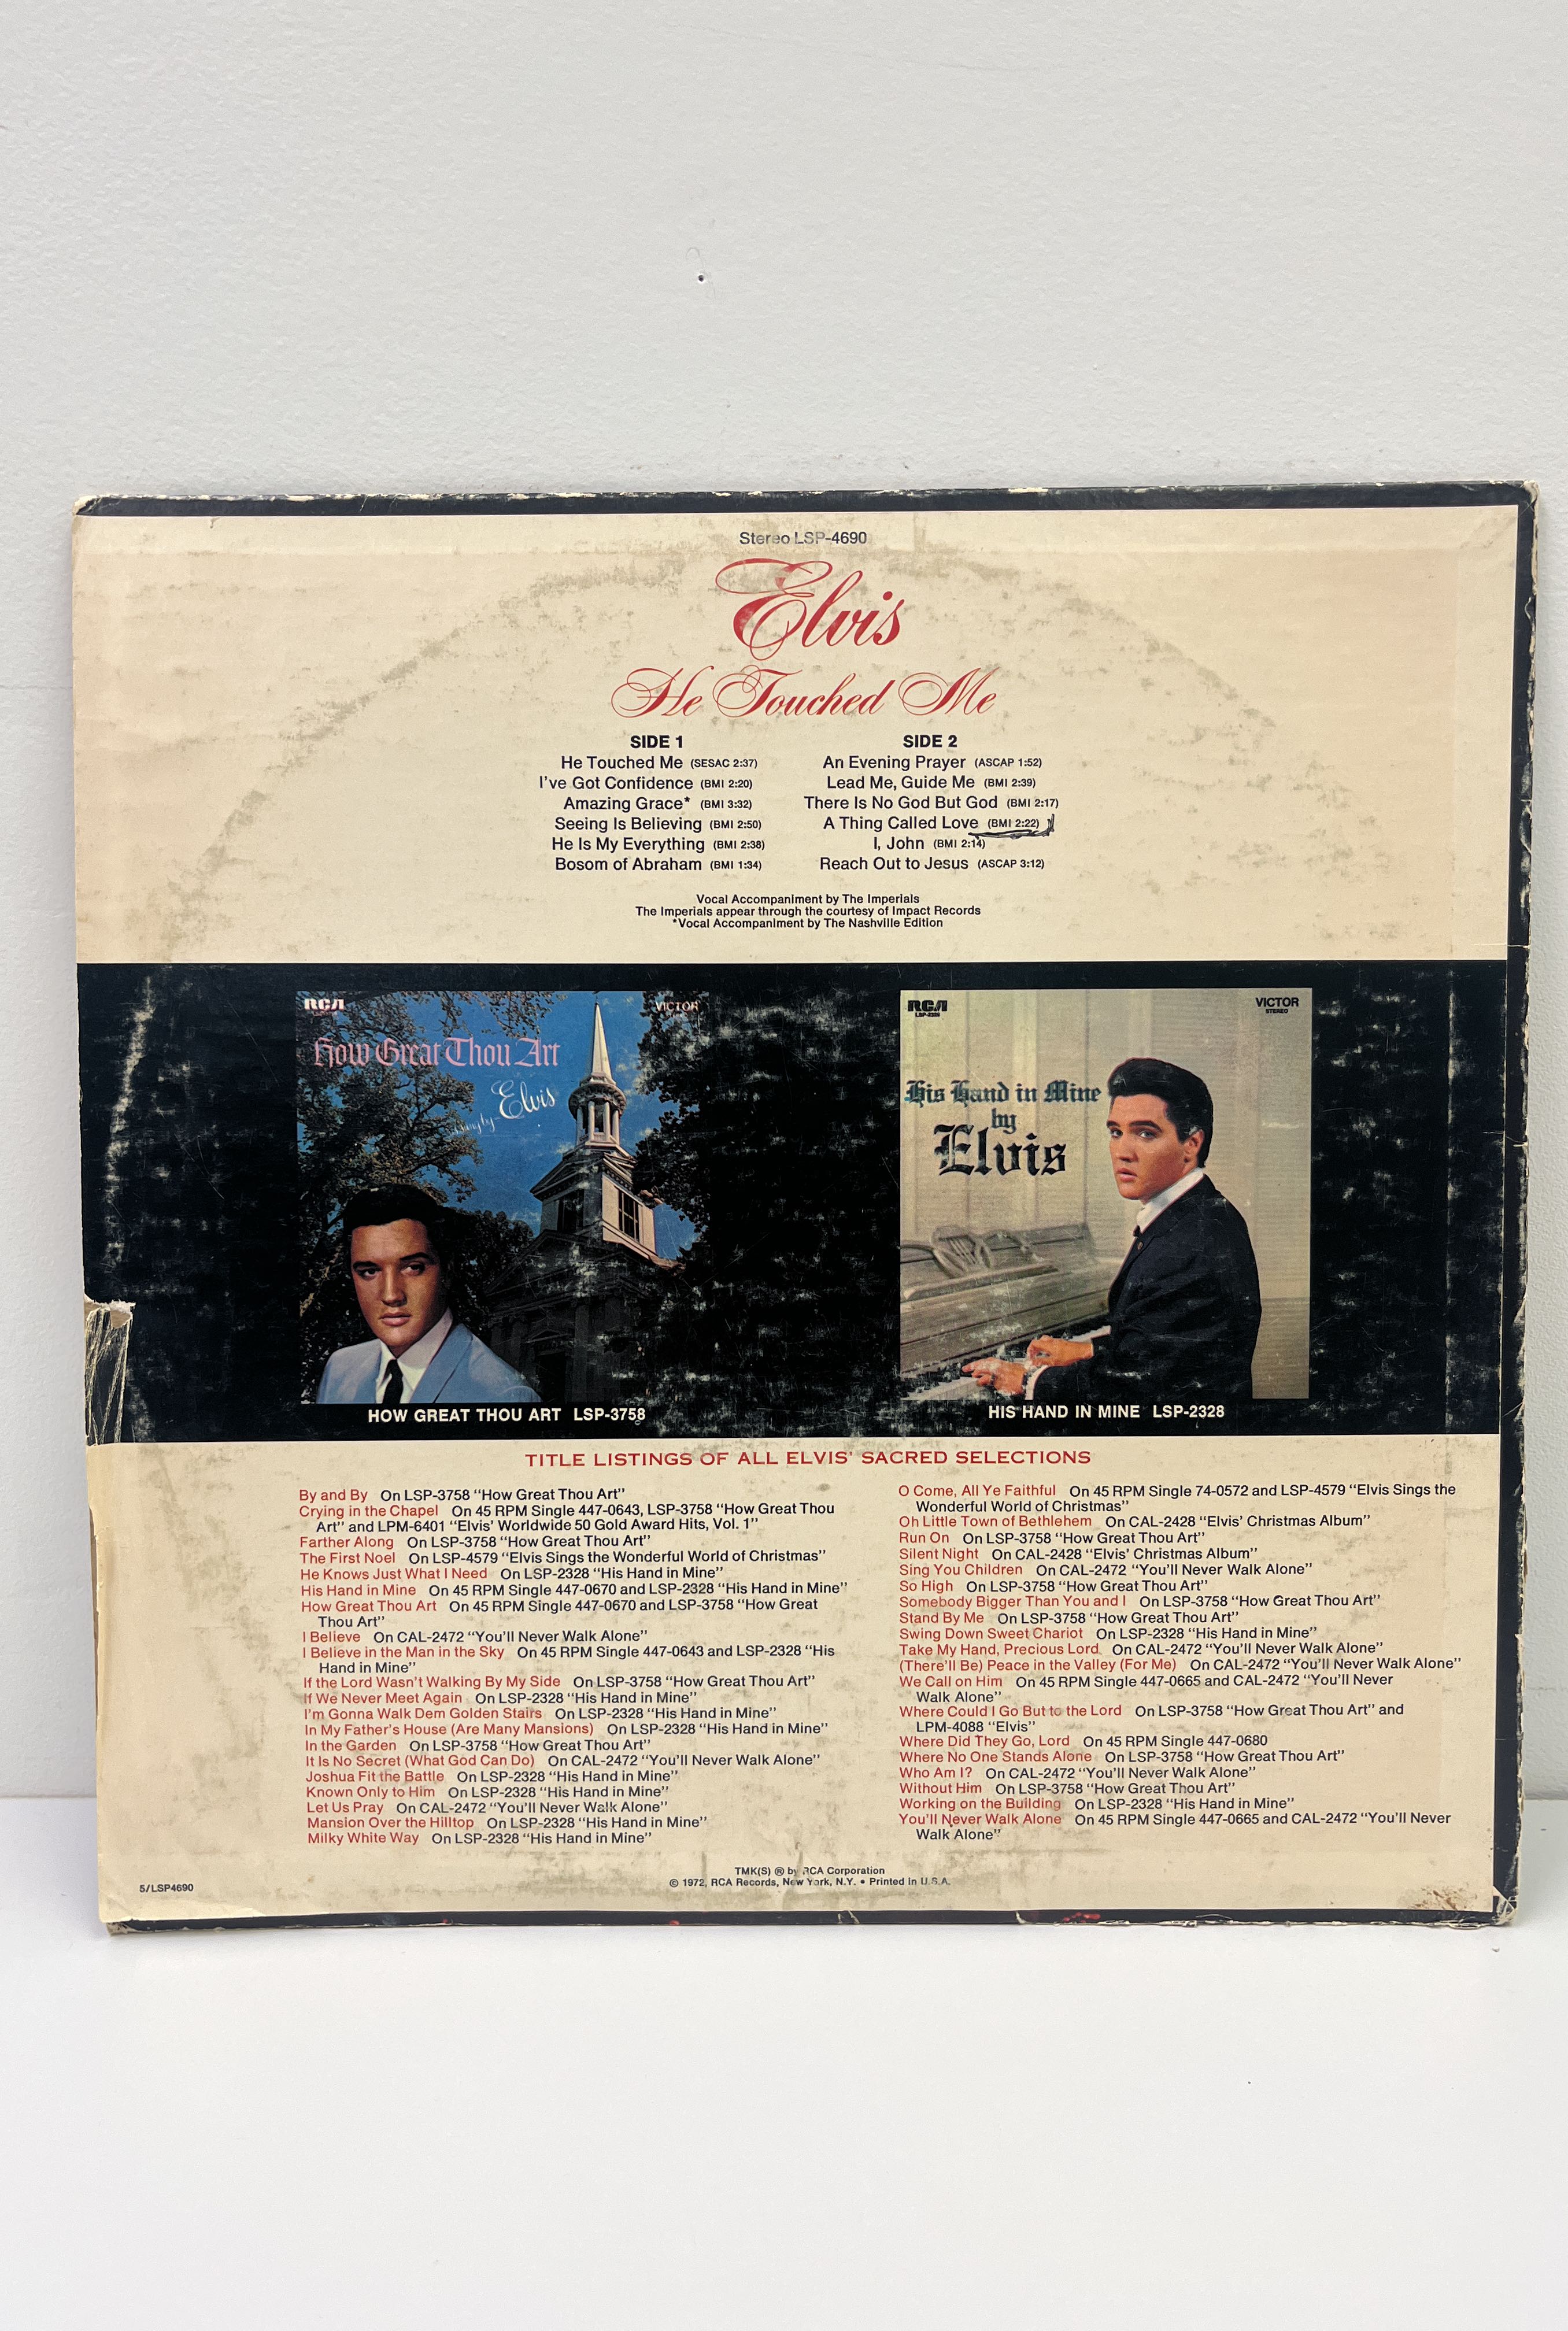 Stereo LSP-4690
Elvis
He Touched Me
SIDE 1
He Touched Me (SESAC 2:37)
I've Got Confidence (BMI 2:20)
Amazing Grace* (BMI 3:32)
Seeing Is Believing (BMI 2:50)
He Is My Everything (BMI 2:38)
Bosom of Abraham (BMI 1:34)
SIDE 2
An Evening Prayer (ASCAP 1:52)
Lead Me, Guide Me (BMI 2:39)
There Is No God But God (BMI 2:17)
A Thing Called Love (BMI 2:22)
I, John (BMI 2:14)
Reach Out to Jesus (ASCAP 3:12)
Vocal Accompaniment by The Imperials
The Imperials appear through the courtesy of Impact Records
*Vocal Accompaniment by The Nashville Edition
RCA
VICTOR
How Great Thou Art
Elvis
HOW GREAT THOU ART LSP-3758
RCA
LSP-2328
VICTOR
STEREO
His Hand in Mine
by
Elvis
HIS HAND IN MINE LSP-2328
TITLE LISTINGS OF ALL ELVIS' SACRED SELECTIONS
By and By On LSP-3758 "How Great Thou Art"
Crying in the Chapel On 45 RPM Single 447-0643, LSP-3758 "How Great Thou
Art" and LPM-6401 "Elvis' Worldwide 50 Gold Award Hits, Vol. 1"
Farther Along On LSP-3758 "How Great Thou Art"
The First Noel On LSP-4579 "Elvis Sings the Wonderful World of Christmas"
He Knows Just What I Need On LSP-2328 "His Hand in Mine"
His Hand in Mine On 45 RPM Single 447-0670 and LSP-2328 "His Hand in Mine"
How Great Thou Art On 45 RPM Single 447-0670 and LSP-3758 "How Great
Thou Art"
I Believe On CAL-2472 "You'll Never Walk Alone"
I Believe in the Man in the Sky On 45 RPM Single 447-0643 and LSP-2328 "His
Hand in Mine"
If the Lord Wasn't Walking By My Side On LSP-3758 "How Great Thou Art"
If We Never Meet Again On LSP-2328 "His Hand in Mine"
I'm Gonna Walk Dem Golden Stairs On LSP-2328 "His Hand in Mine"
In My Father's House (Are Many Mansions) On LSP-2328 "His Hand in Mine"
In the Garden On LSP-3758 "How Great Thou Art"
It Is No Secret (What God Can Do) On CAL-2472 "You'll Never Walk Alone"
Joshua Fit the Battle On LSP-2328 "His Hand in Mine"
Known Only to Him On LSP-2328 "His Hand in Mine"
Let Us Pray On CAL-2472 "You'll Never Walk Alone"
Mansion Over the Hilltop On LSP-2328 "His Hand in Mine"
Milky White Way On LSP-2328 "His Hand in Mine"
O Come, All Ye Faithful On 45 RPM Single 74-0572 and LSP-4579 "Elvis Sings the
Wonderful World of Christmas"
Oh Little Town of Bethlehem On CAL-2428 "Elvis' Christmas Album"
Run On On LSP-3758 "How Great Thou Art"
Silent Night On CAL-2428 "Elvis' Christmas Album"
Sing You Children On CAL-2472 "You'll Never Walk Alone"
So High On LSP-3758 "How Great Thou Art"
Somebody Bigger Than You and I On LSP-3758 "How Great Thou Art"
Stand By Me On LSP-3758 "How Great Thou Art"
Swing Down Sweet Chariot On LSP-2328 "His Hand in Mine"
Take My Hand, Precious Lord On CAL-2472 "You'll Never Walk Alone"
(There'll Be) Peace in the Valley (For Me) On CAL-2472 "You'll Never Walk Alone"
We Call on Him On 45 RPM Single 447-0665 and CAL-2472 "You'll Never
Walk Alone"
Where Could I Go But to the Lord On LSP-3758 "How Great Thou Art" and
LPM-4088 "Elvis"
Where Did They Go, Lord On 45 RPM Single 447-0680
Where No One Stands Alone On LSP-3758 "How Great Thou Art"
Who Am I? On CAL-2472 "You'll Never Walk Alone"
Without Him On LSP-3758 "How Great Thou Art"
Working on the Building On LSP-2328 "His Hand in Mine"
You'll Never Walk Alone On 45 RPM Single 447-0665 and CAL-2472 "You'll Never
Walk Alone"
TMK(S) ® by RCA Corporation
© 1972, RCA Records, New York, N.Y. • Printed in U.S.A.
5/LSP4690